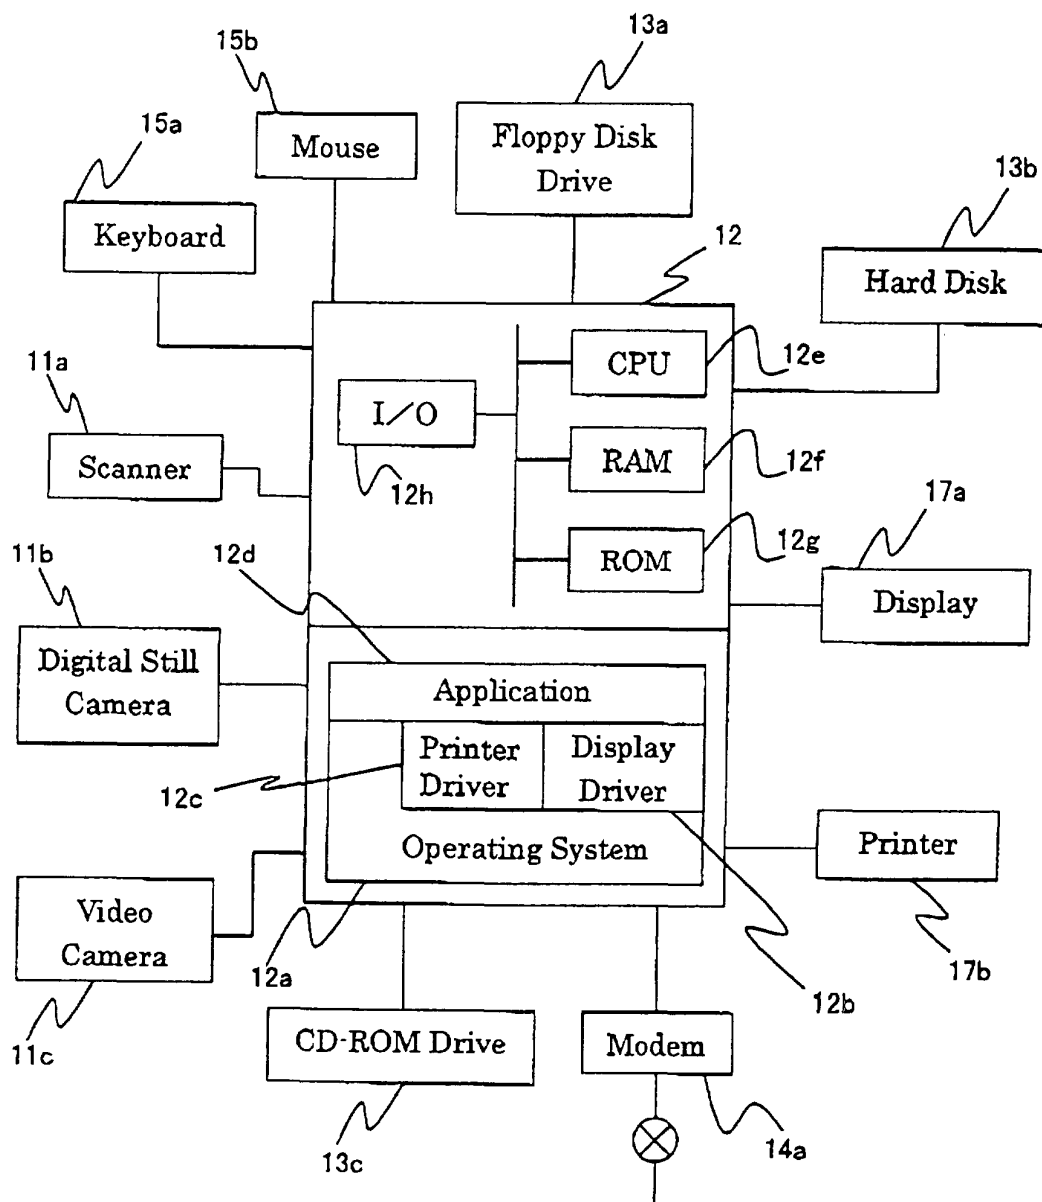 13a
15b
Floppy Disk
Drive
15a
Mouse
13b
Keyboard
12
Hard Disk
CPU
12e
11a
I/O
Scanner
RAM
12f
12h
17a
11b
12d
ROM
12g
Display
Digital Still
Camera
Application
Printer
Driver
Display
Driver
12c
Operating System
Printer
Video
Camera
12a
17b
12b
11c
CD-ROM Drive
Modem
13c
14a